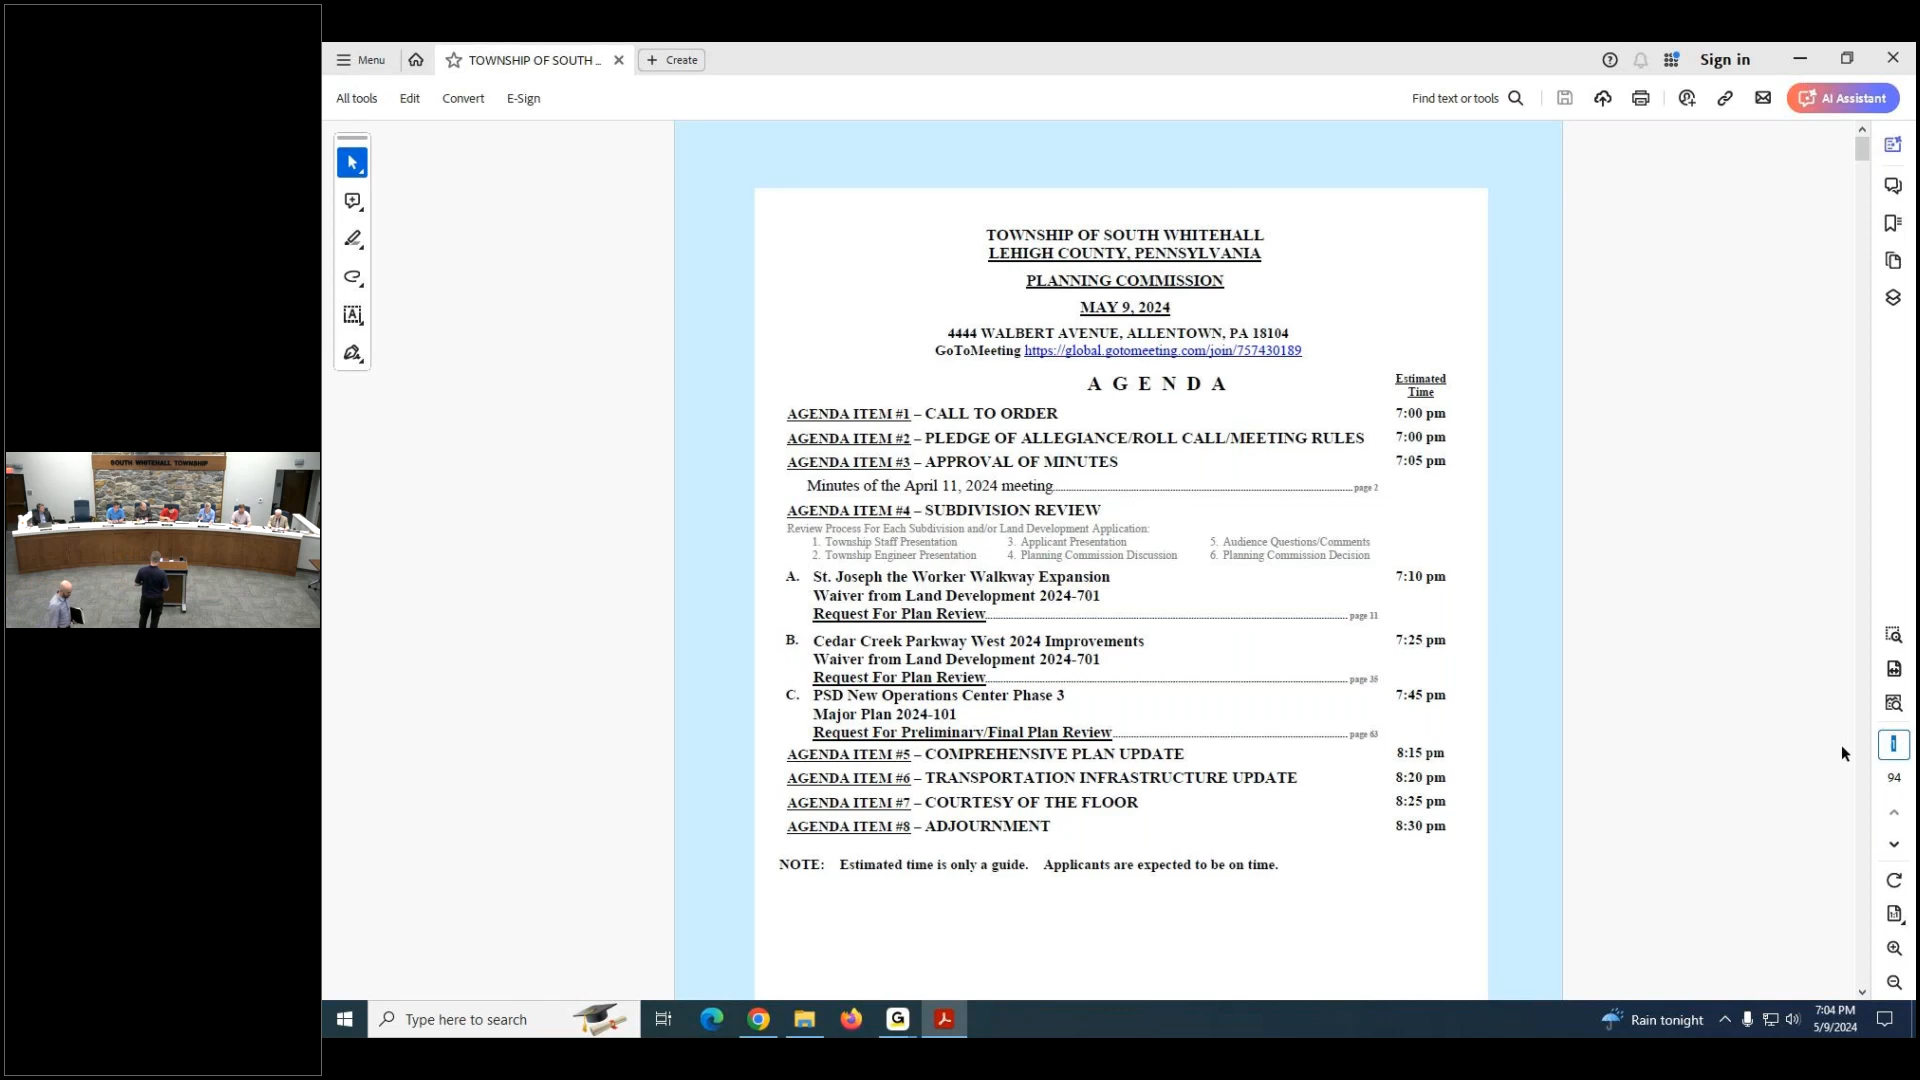 Menu
TOWNSHIP OF SOUTH ...
Create
Sign in
All tools
Edit
Convert
E-Sign
Find text or tools
AI Assistant
TOWNSHIP OF SOUTH WHITEHALL
LEHIGH COUNTY, PENNSYLVANIA
PLANNING COMMISSION
MAY 9, 2024
4444 WALBERT AVENUE, ALLENTOWN, PA 18104
GoToMeeting https://global.gotomeeting.com/join/757430189
A G E N D A
Estimated
Time
AGENDA ITEM #1 – CALL TO ORDER 7:00 pm
AGENDA ITEM #2 – PLEDGE OF ALLEGIANCE/ROLL CALL/MEETING RULES 7:00 pm
AGENDA ITEM #3 – APPROVAL OF MINUTES 7:05 pm
Minutes of the April 11, 2024 meeting page 2
AGENDA ITEM #4 – SUBDIVISION REVIEW
Review Process For Each Subdivision and/or Land Development Application:
1. Township Staff Presentation 3. Applicant Presentation 5. Audience Questions/Comments
2. Township Engineer Presentation 4. Planning Commission Discussion 6. Planning Commission Decision
A. St. Joseph the Worker Walkway Expansion 7:10 pm
Waiver from Land Development 2024-701
Request For Plan Review page 11
B. Cedar Creek Parkway West 2024 Improvements 7:25 pm
Waiver from Land Development 2024-701
Request For Plan Review page 35
C. PSD New Operations Center Phase 3 7:45 pm
Major Plan 2024-101
Request For Preliminary/Final Plan Review page 63
AGENDA ITEM #5 – COMPREHENSIVE PLAN UPDATE 8:15 pm
AGENDA ITEM #6 – TRANSPORTATION INFRASTRUCTURE UPDATE 8:20 pm
AGENDA ITEM #7 – COURTESY OF THE FLOOR 8:25 pm
AGENDA ITEM #8 – ADJOURNMENT 8:30 pm
NOTE: Estimated time is only a guide. Applicants are expected to be on time.
SOUTH WHITEHALL TOWNSHIP
1
94
Type here to search
Rain tonight
7:04 PM
5/9/2024